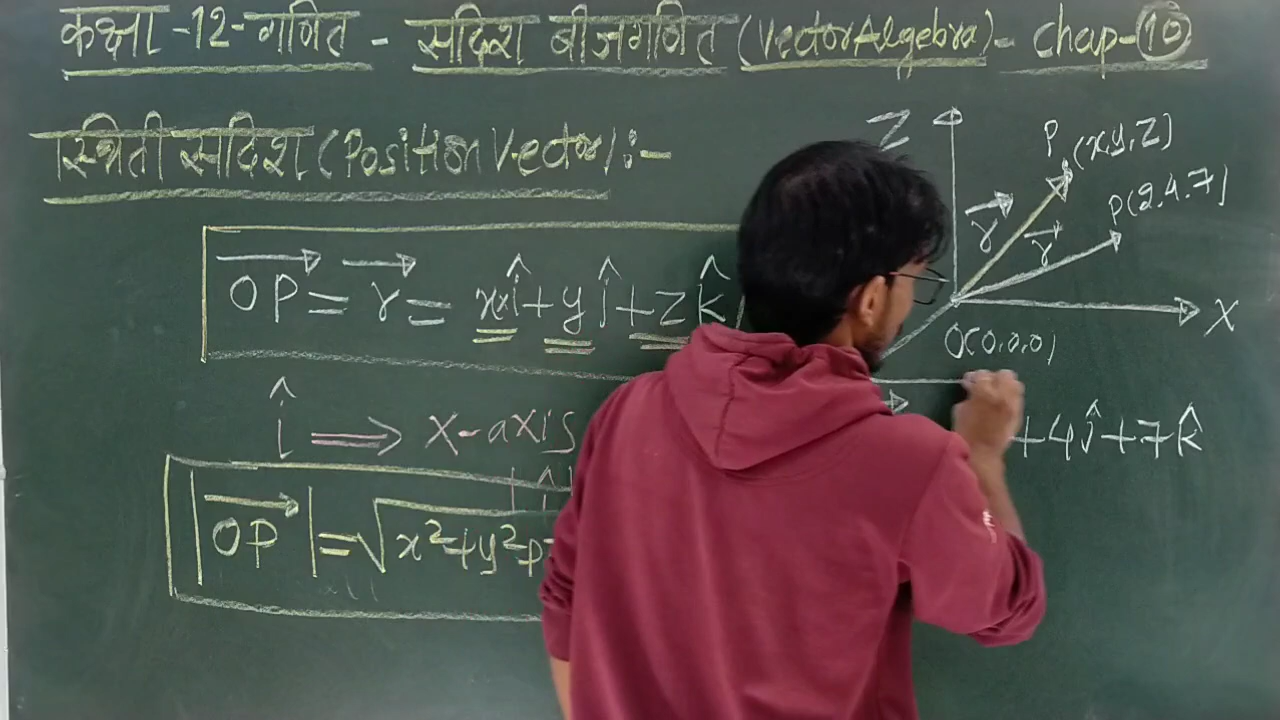 कक्षा -12-गणित - सदिश बीजगणित (Vector Algebra) - Chap-10
स्थिती सदिश (Position Vector) :-
Z
P (x,y,z)
P(2,4,7)
r⃗
r⃗
X
O(0,0,0)
OP⃗ = r⃗ = xî+yĵ+zk̂
î => X-axis
+4ĵ+7k̂
|OP⃗| = √x²+y²+